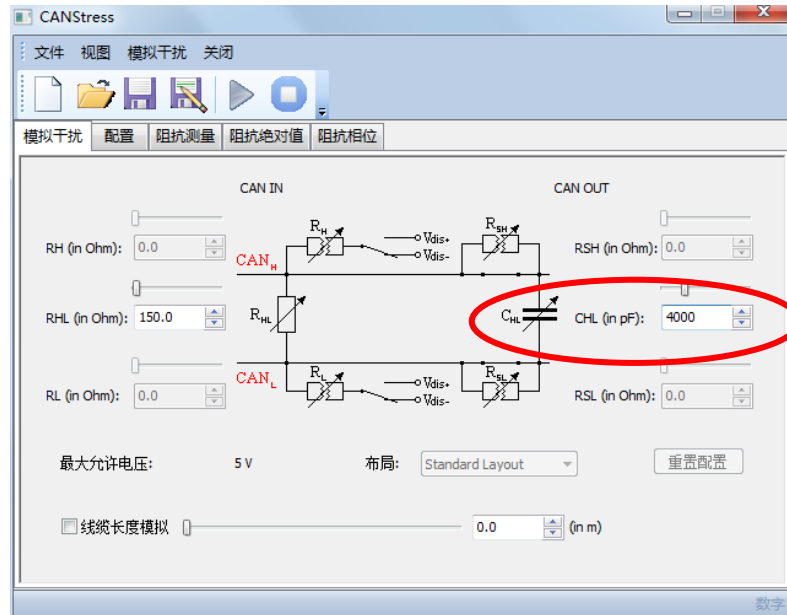 CANStress
文件 视图 模拟干扰 关闭
模拟干扰 配置 阻抗测量 阻抗绝对值 阻抗相位
CAN IN CAN OUT
RH (in Ohm): 0.0
RH Vdis+
Vdis-
RSH
RSH (in Ohm): 0.0
CANH
RHL (in Ohm): 150.0
RHL
CHL
CHL (in pF): 4000
CANL
RL (in Ohm): 0.0
RL Vdis+
Vdis-
RSL
RSL (in Ohm): 0.0
最大允许电压: 5 V 布局: Standard Layout 重置配置
线缆长度模拟 0.0 (in m)
数字